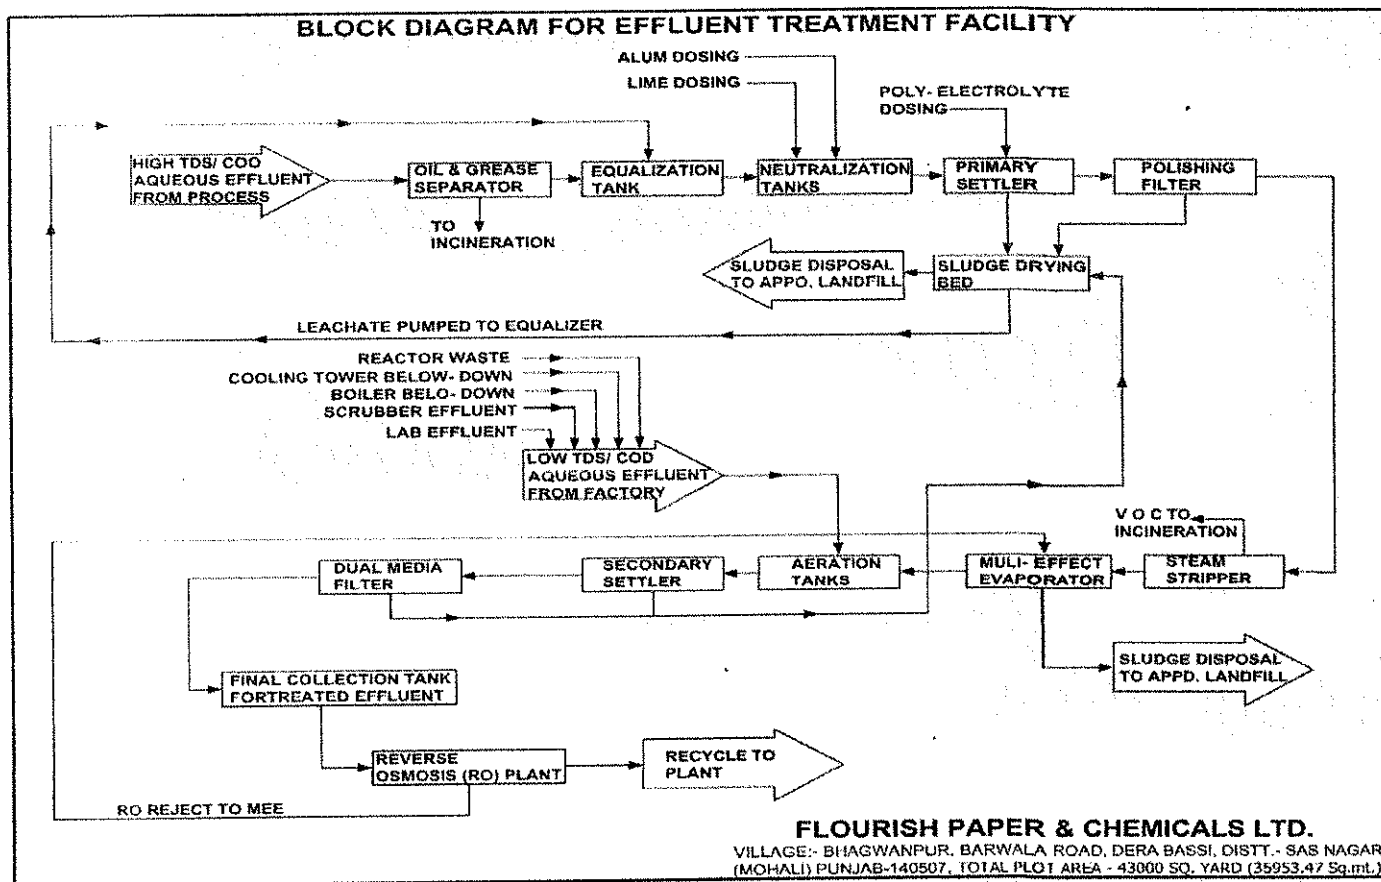 BLOCK DIAGRAM FOR EFFLUENT TREATMENT FACILITY
ALUM DOSING
LIME DOSING
POLY- ELECTROLYTE
DOSING
HIGH TDS/ COO
AQUEOUS EFFLUENT
FROM PROCESS
OIL & GREASE
SEPARATOR
EQUALIZATION
TANK
NEUTRALIZATION
TANKS
PRIMARY
SETTLER
POLISHING
FILTER
TO
INCINERATION
SLUDGE DISPOSAL
TO APPO. LANDFILL
SLUDGE DRYING
BED
LEACHATE PUMPED TO EQUALIZER
REACTOR WASTE
COOLING TOWER BELOW- DOWN
BOILER BELO- DOWN
SCRUBBER EFFLUENT
LAB EFFLUENT
LOW TDS/ COD
AQUEOUS EFFLUENT
FROM FACTORY
V O C TO
INCINERATION
DUAL MEDIA
FILTER
SECONDARY
SETTLER
AERATION
TANKS
MULI- EFFECT
EVAPORATOR
STEAM
STRIPPER
SLUDGE DISPOSAL
TO APPD. LANDFILL
FINAL COLLECTION TANK
FORTREATED EFFLUENT
REVERSE
OSMOSIS (RO) PLANT
RECYCLE TO
PLANT
RO REJECT TO MEE
FLOURISH PAPER & CHEMICALS LTD.
VILLAGE:- BHAGWANPUR, BARWALA ROAD, DERA BASSI, DISTT.- SAS NAGAR
(MOHALI) PUNJAB-140507, TOTAL PLOT AREA - 43000 SQ. YARD (35953.47 Sq.mt.)